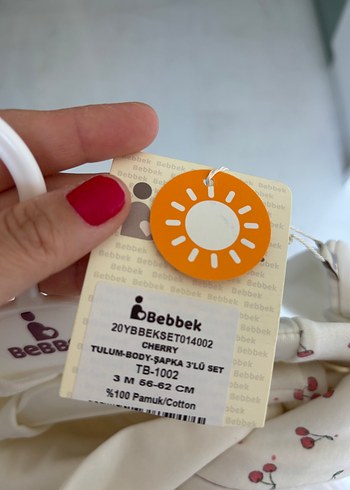 Bebbek
20YBBEKSET014002
CHERRY
TULUM-BODY-ŞAPKA 3'LÜ SET
TB-1002
3 M 56-62 CM
%100 Pamuk/Cotton
BeBBeK